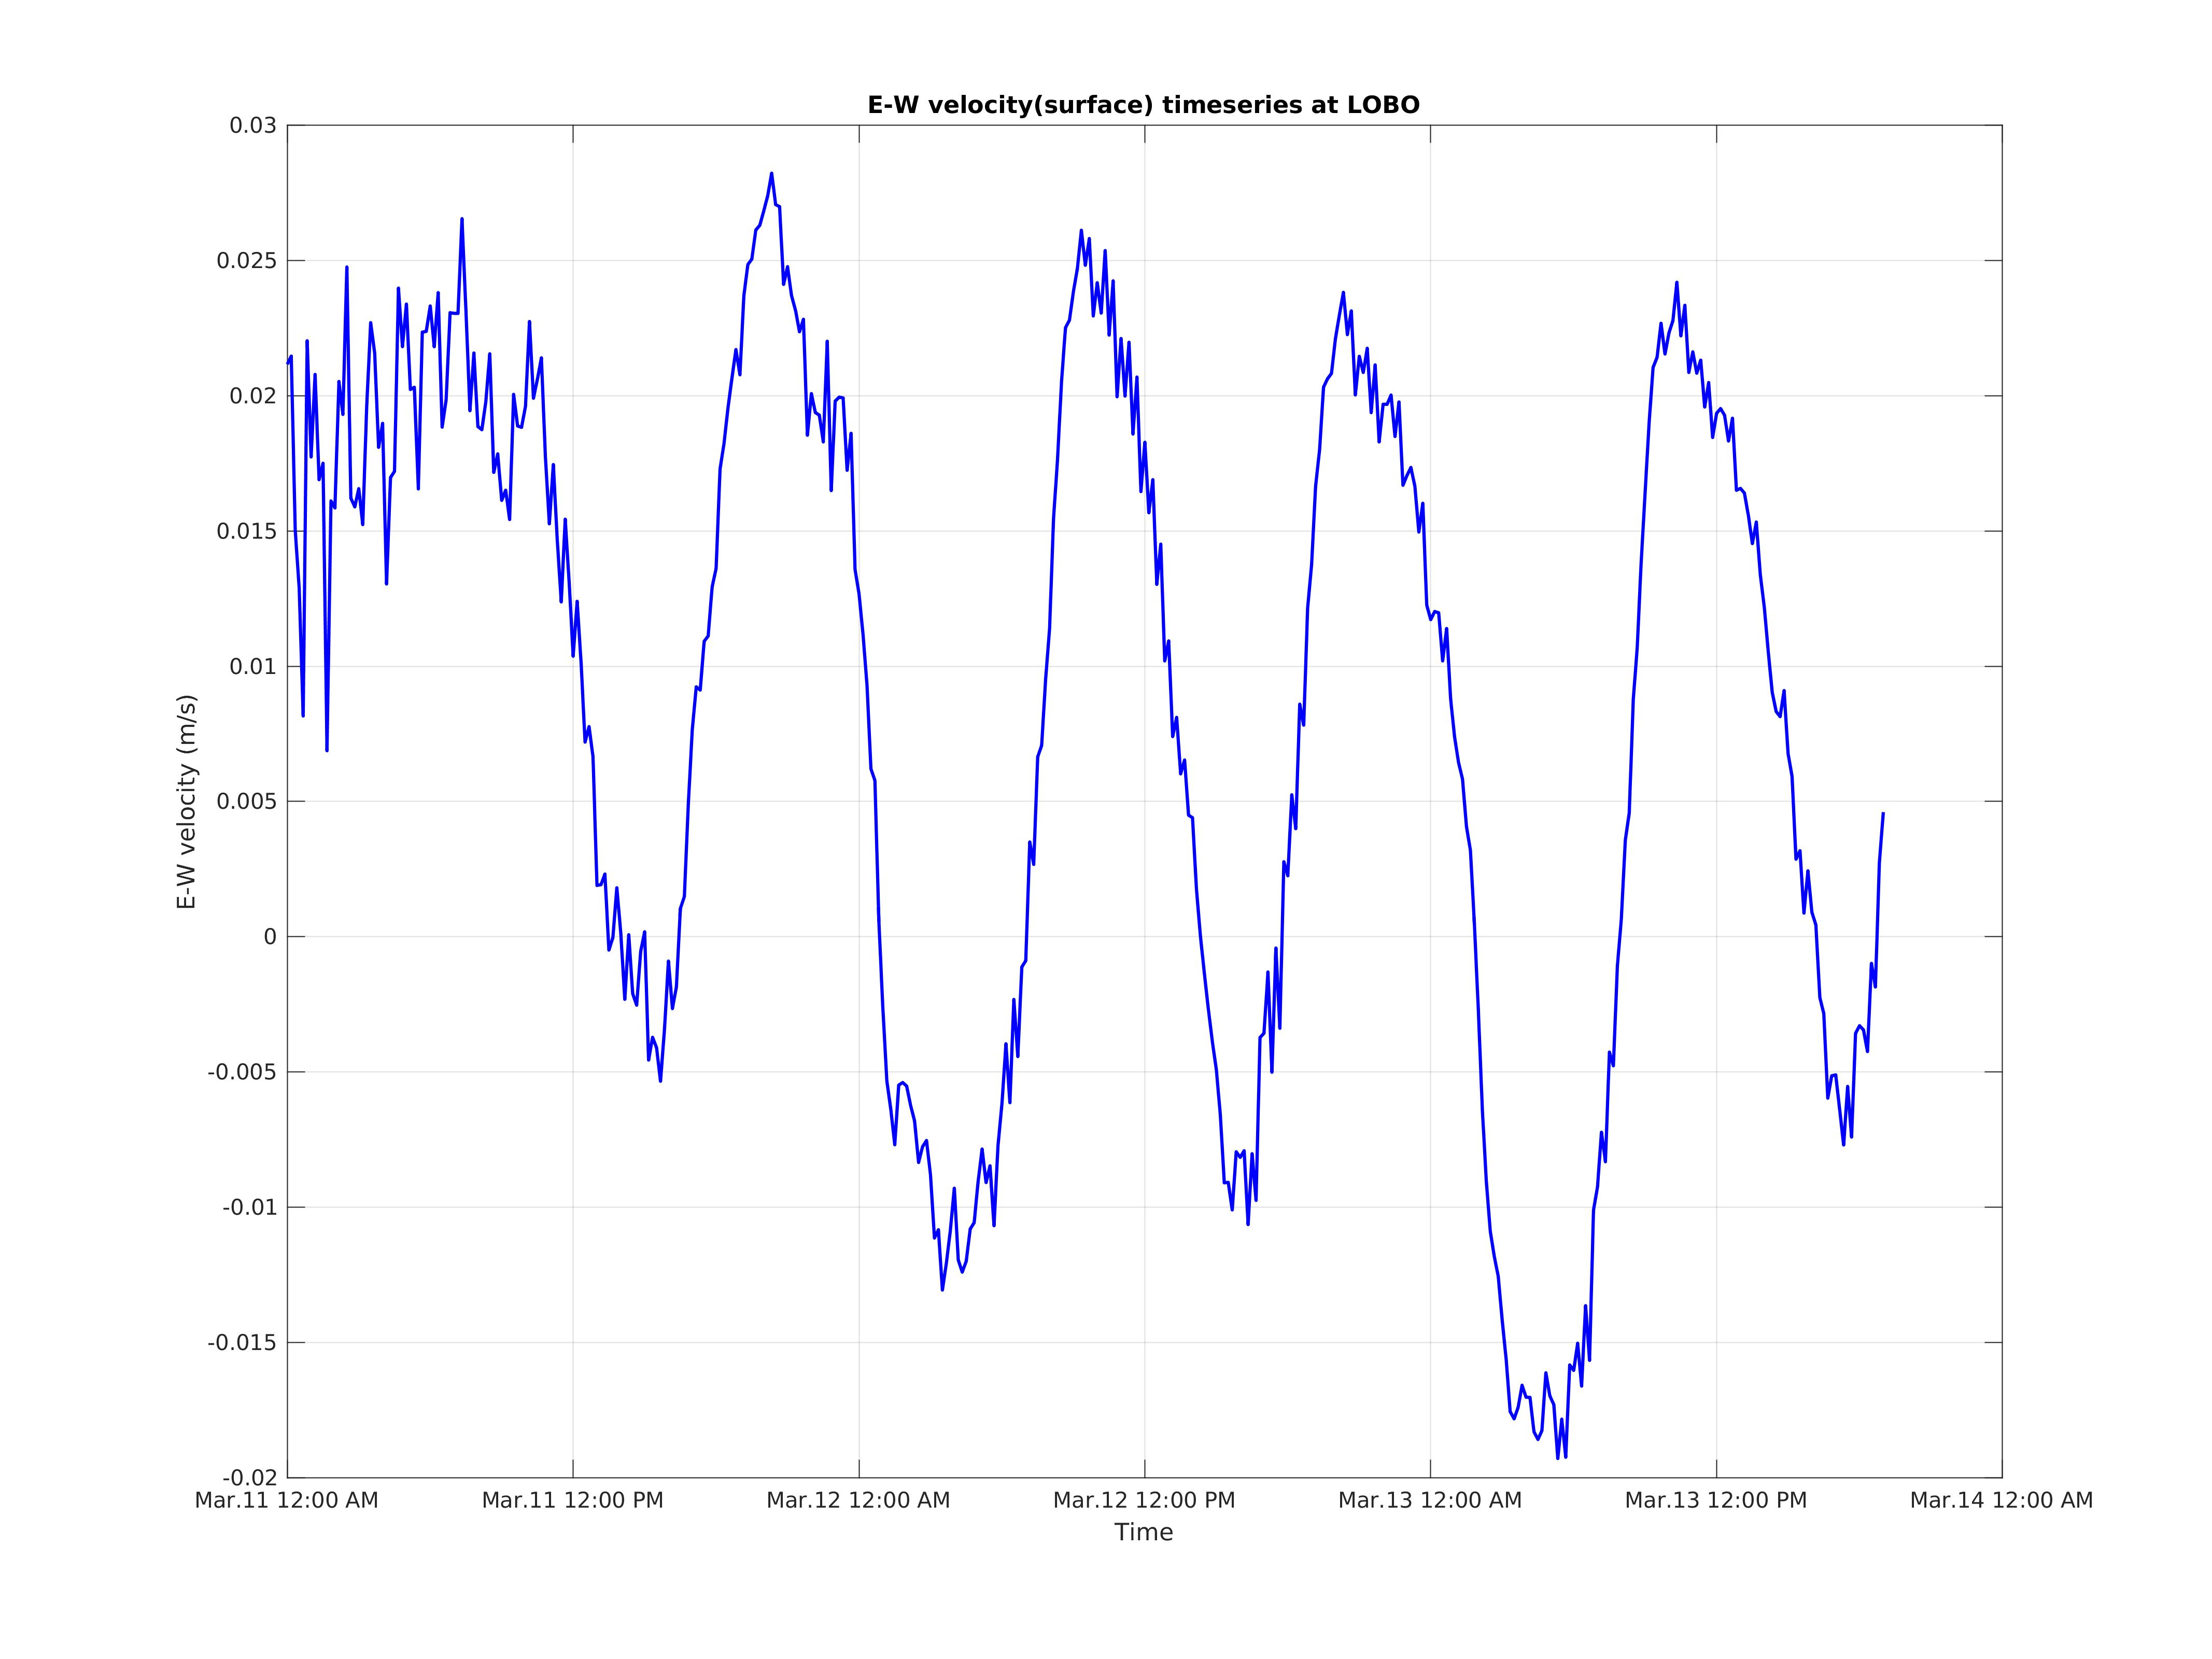 E-W velocity(surface) timeseries at LOBO
0.03
0.025
0.02
0.015
0.01
0.005
0
-0.005
-0.01
-0.015
-0.02
E-W velocity (m/s)
Mar.11 12:00 AM Mar.11 12:00 PM Mar.12 12:00 AM Mar.12 12:00 PM Mar.13 12:00 AM Mar.13 12:00 PM Mar.14 12:00 AM
Time